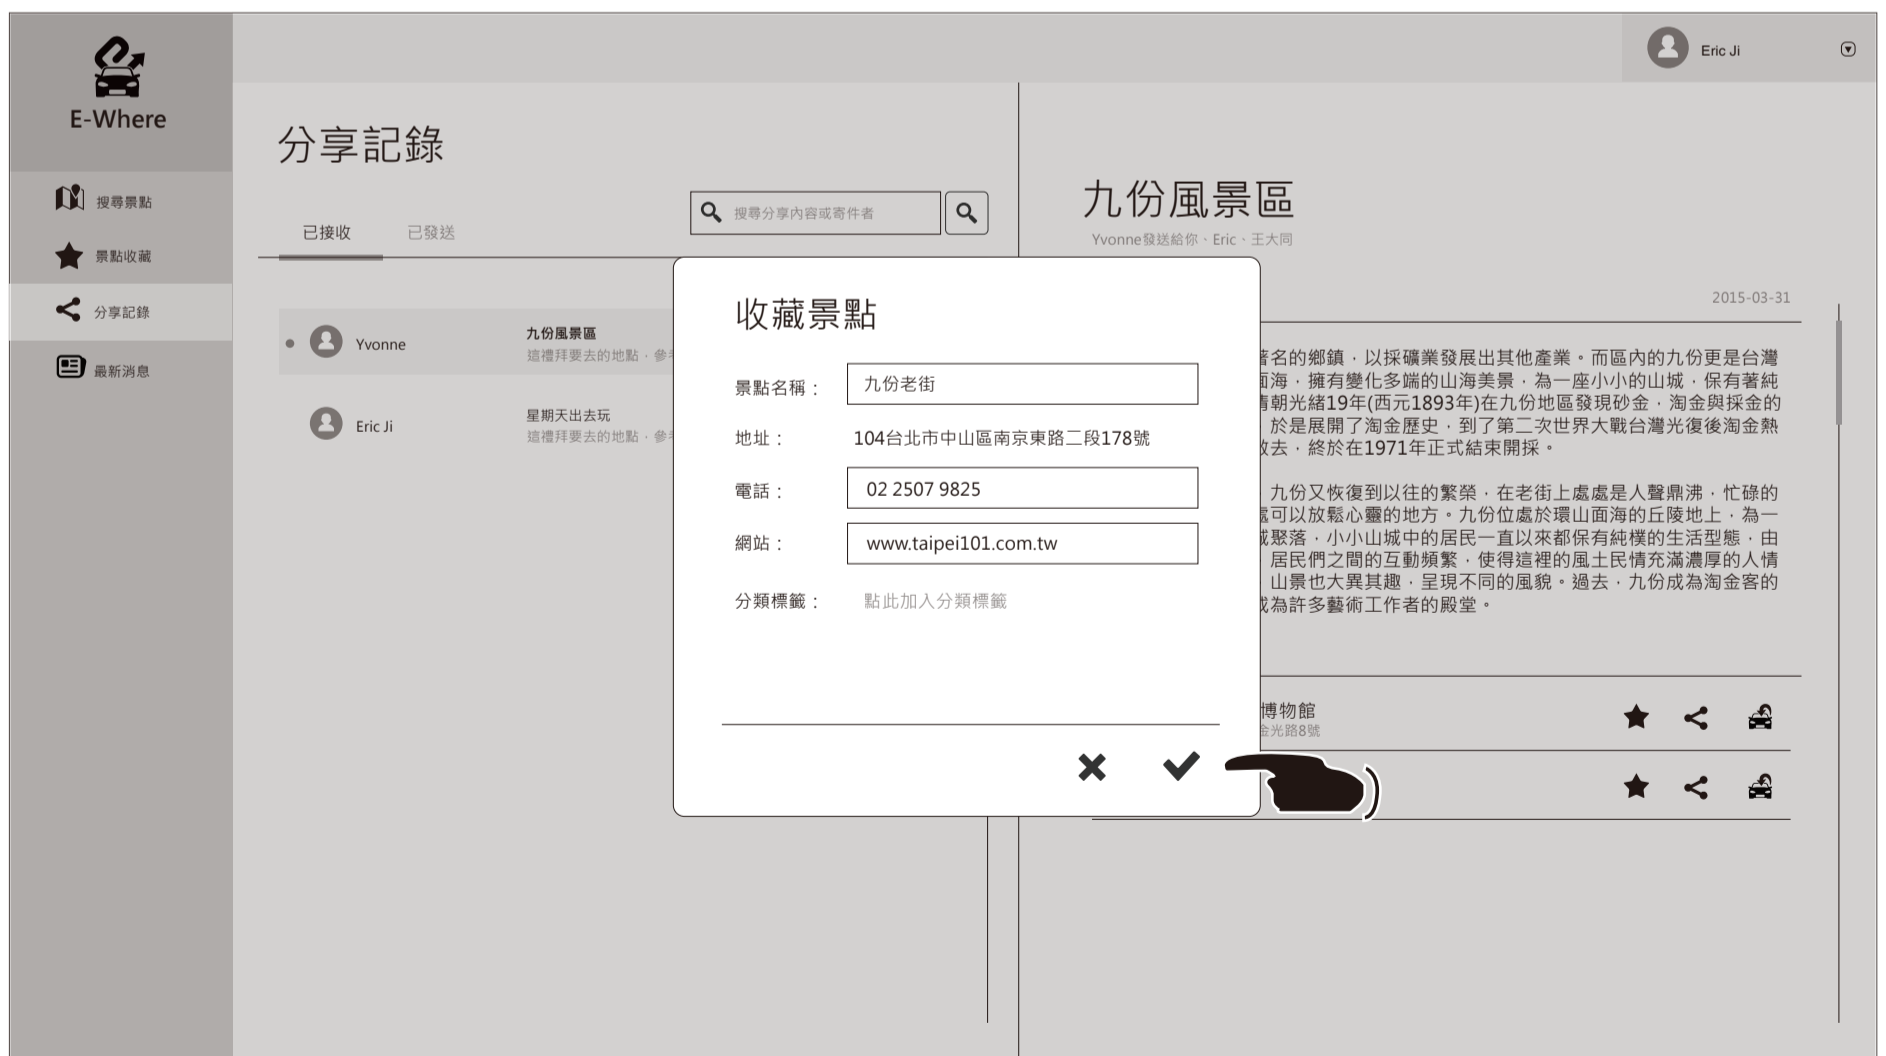 E-Where
Eric Ji
搜尋景點
景點收藏
分享記錄
最新消息
分享記錄
已接收
已發送
搜尋分享內容或寄件者
Yvonne
九份風景區
這禮拜要去的地點，參考
Eric Ji
星期天出去玩
這禮拜要去的地點，參考
九份風景區
Yvonne發送給你、Eric、王大同
2015-03-31
著名的鄉鎮，以採礦業發展出其他產業。而區內的九份更是台灣
面海，擁有變化多端的山海美景，為一座小小的山城，保有著純
清朝光緒19年(西元1893年)在九份地區發現砂金，淘金與採金的
，於是展開了淘金歷史，到了第二次世界大戰台灣光復後淘金熱
散去，終於在1971年正式結束開採。
，九份又恢復到以往的繁榮，在老街上處處是人聲鼎沸，忙碌的
處可以放鬆心靈的地方。九份位處於環山面海的丘陵地上，為一
城聚落，小小山城中的居民一直以來都保有純樸的生活型態，由
，居民們之間的互動頻繁，使得這裡的風土民情充滿濃厚的人情
，山景也大異其趣，呈現不同的風貌。過去，九份成為淘金客的
成為許多藝術工作者的殿堂。
博物館
金光路8號
收藏景點
景點名稱：
九份老街
地址：
104台北市中山區南京東路二段178號
電話：
02 2507 9825
網站：
www.taipei101.com.tw
分類標籤：
點此加入分類標籤